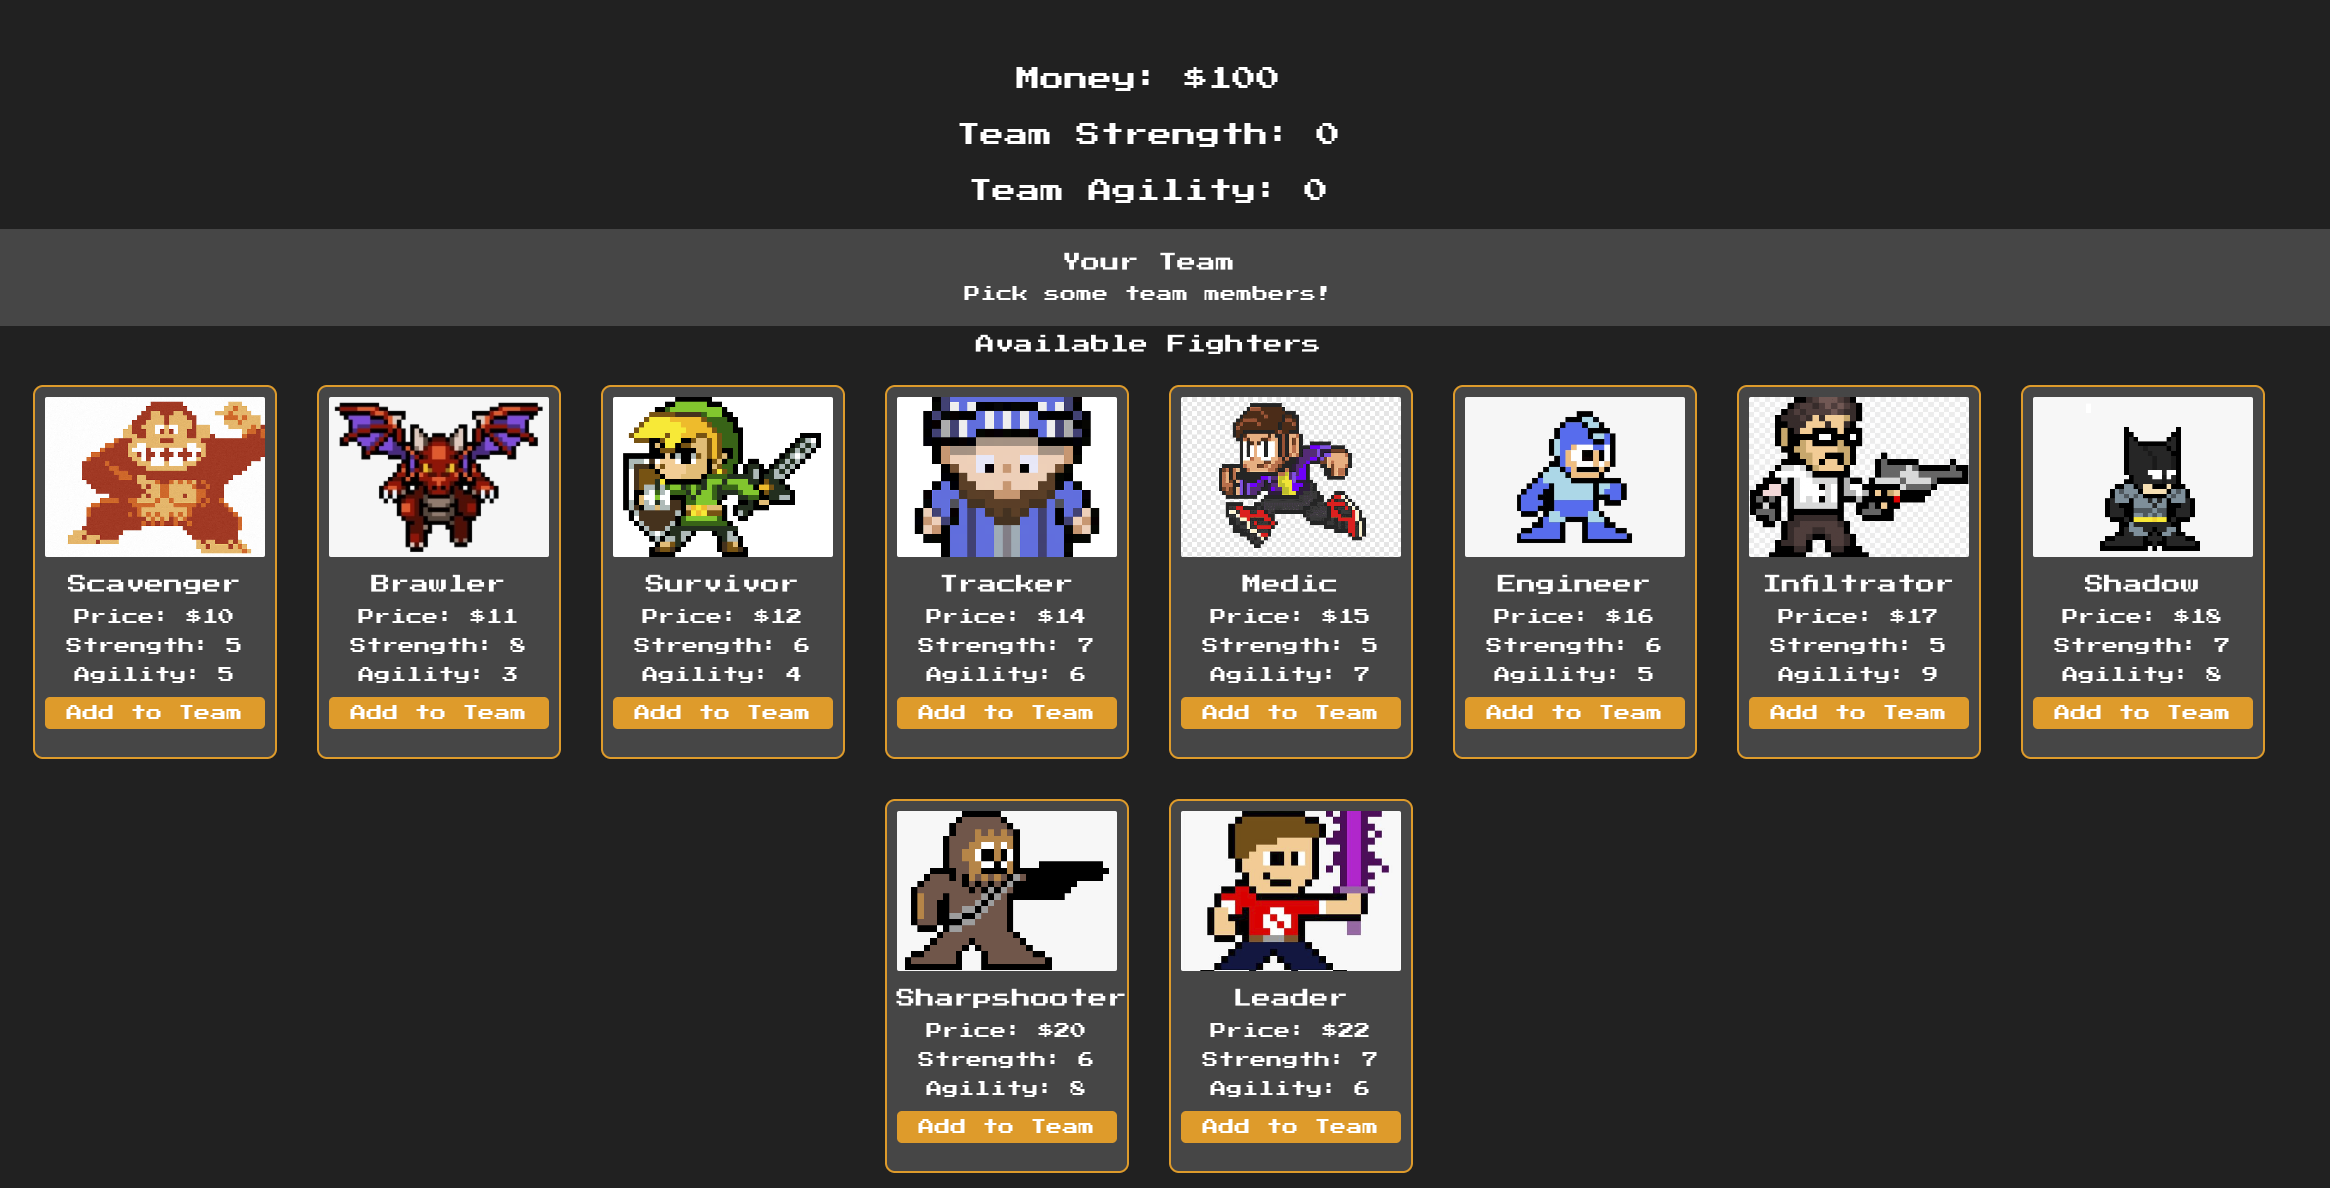 Money: $100
Team Strength: 0
Team Agility: 0
Your Team
Pick some team members!
Available Fighters
Scavenger
Price: $10
Strength: 5
Agility: 5
Add to Team
Brawler
Price: $11
Strength: 8
Agility: 3
Add to Team
Survivor
Price: $12
Strength: 6
Agility: 4
Add to Team
Tracker
Price: $14
Strength: 7
Agility: 6
Add to Team
Medic
Price: $15
Strength: 5
Agility: 7
Add to Team
Engineer
Price: $16
Strength: 6
Agility: 5
Add to Team
Infiltrator
Price: $17
Strength: 5
Agility: 9
Add to Team
Shadow
Price: $18
Strength: 7
Agility: 8
Add to Team
Sharpshooter
Price: $20
Strength: 6
Agility: 8
Add to Team
Leader
Price: $22
Strength: 7
Agility: 6
Add to Team